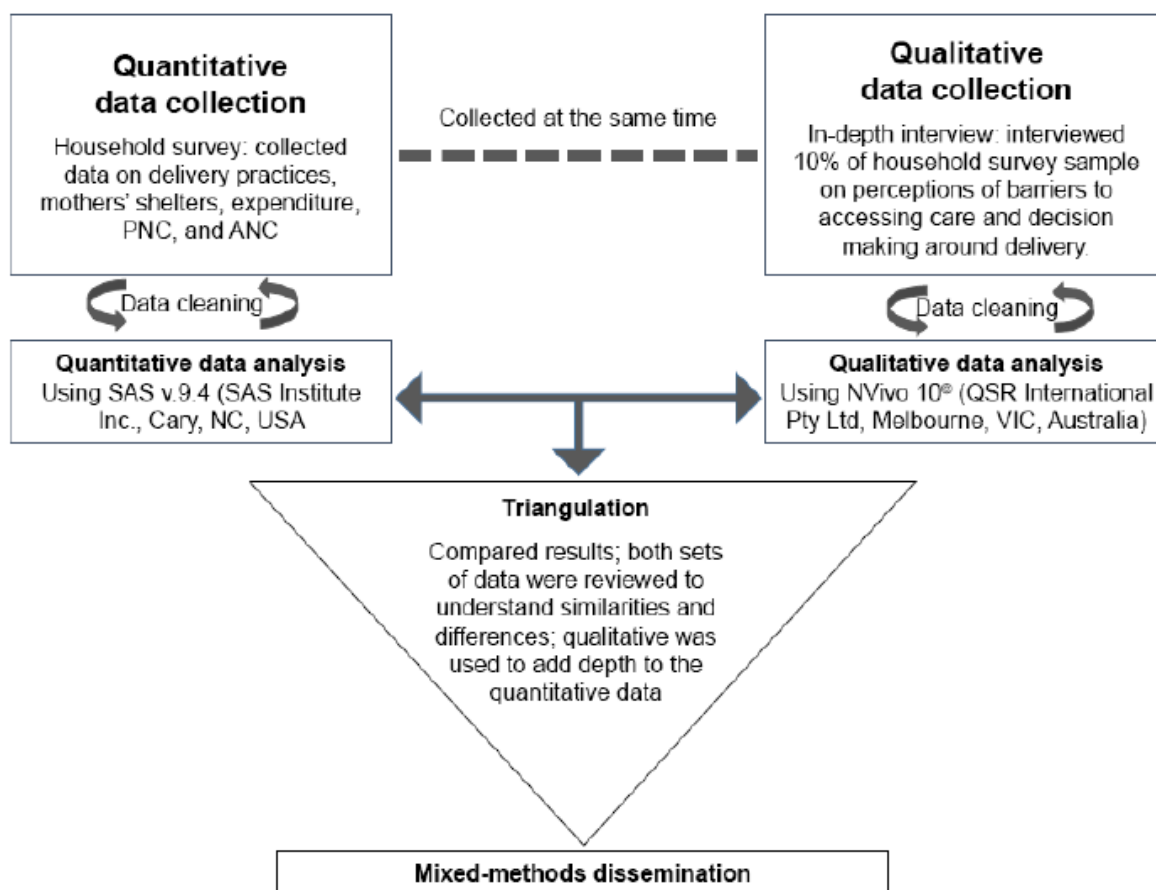 Quantitative
data collection
Household survey: collected
data on delivery practices,
mothers' shelters, expenditure,
PNC, and ANC
Collected at the same time
Qualitative
data collection
In-depth interview: interviewed
10% of household survey sample
on perceptions of barriers to
accessing care and decision
making around delivery.
Data cleaning
Data cleaning
Quantitative data analysis
Using SAS v.9.4 (SAS Institute
Inc., Cary, NC, USA
Qualitative data analysis
Using NVivo 10® (QSR International
Pty Ltd, Melbourne, VIC, Australia)
Triangulation
Compared results; both sets
of data were reviewed to
understand similarities and
differences; qualitative was
used to add depth to the
quantitative data
Mixed-methods dissemination